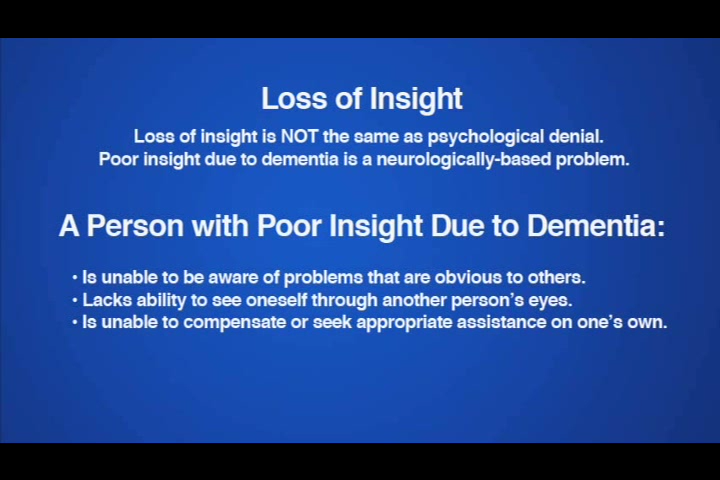 Loss of Insight
Loss of insight is NOT the same as psychological denial.
Poor insight due to dementia is a neurologically-based problem.
A Person with Poor Insight Due to Dementia:
• Is unable to be aware of problems that are obvious to others.
• Lacks ability to see oneself through another person’s eyes.
• Is unable to compensate or seek appropriate assistance on one’s own.